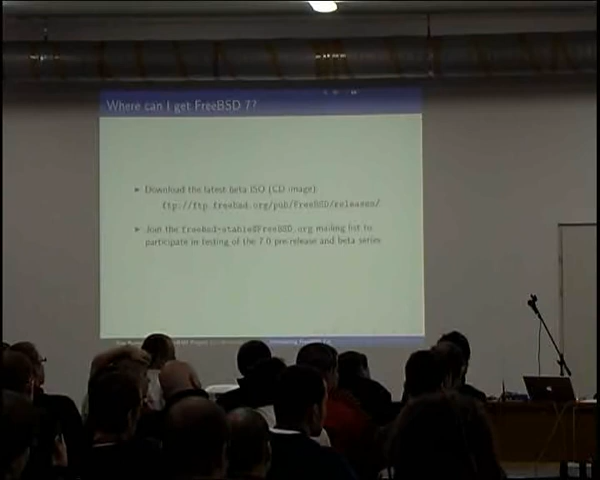 Where can I get FreeBSD 7?
► Download the latest beta ISO (CD image):
ftp://ftp.freebsd.org/pub/FreeBSD/releases/
► Join the freebsd-stable@FreeBSD.org mailing list to
participate in testing of the 7.0 pre-release and beta series